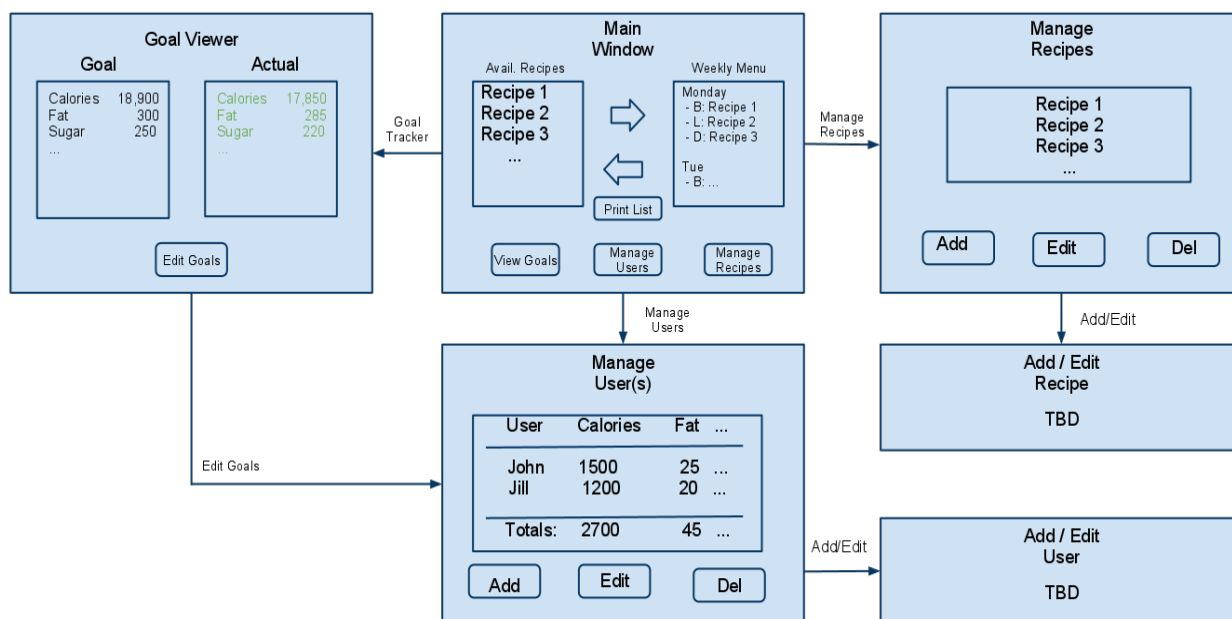 Goal Viewer
Goal
Actual
Calories 18,900
Fat 300
Sugar 250
...
Calories 17,850
Fat 285
Sugar 220
...
Edit Goals
Goal
Tracker
Main
Window
Avail. Recipes
Weekly Menu
Recipe 1
Recipe 2
Recipe 3
...
Monday
- B: Recipe 1
- L: Recipe 2
- D: Recipe 3
Tue
- B: ...
Print List
View Goals
Manage
Users
Manage
Recipes
Manage
Recipes
Manage
Recipes
Recipe 1
Recipe 2
Recipe 3
...
Add
Edit
Del
Manage
Users
Add/Edit
Edit Goals
Manage
User(s)
User Calories Fat ...
John 1500 25 ...
Jill 1200 20 ...
Totals: 2700 45 ...
Add
Edit
Del
Add / Edit
Recipe
TBD
Add/Edit
Add / Edit
User
TBD